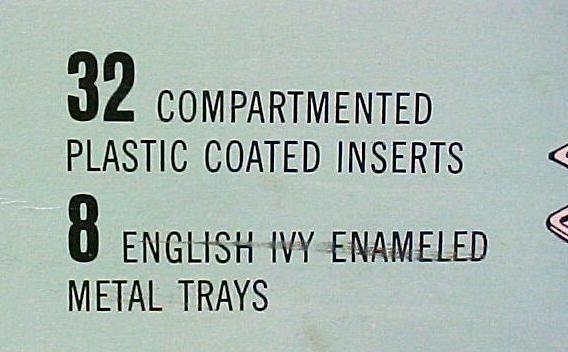 32 COMPARTMENTED
PLASTIC COATED INSERTS
8 ENGLISH IVY ENAMELED
METAL TRAYS